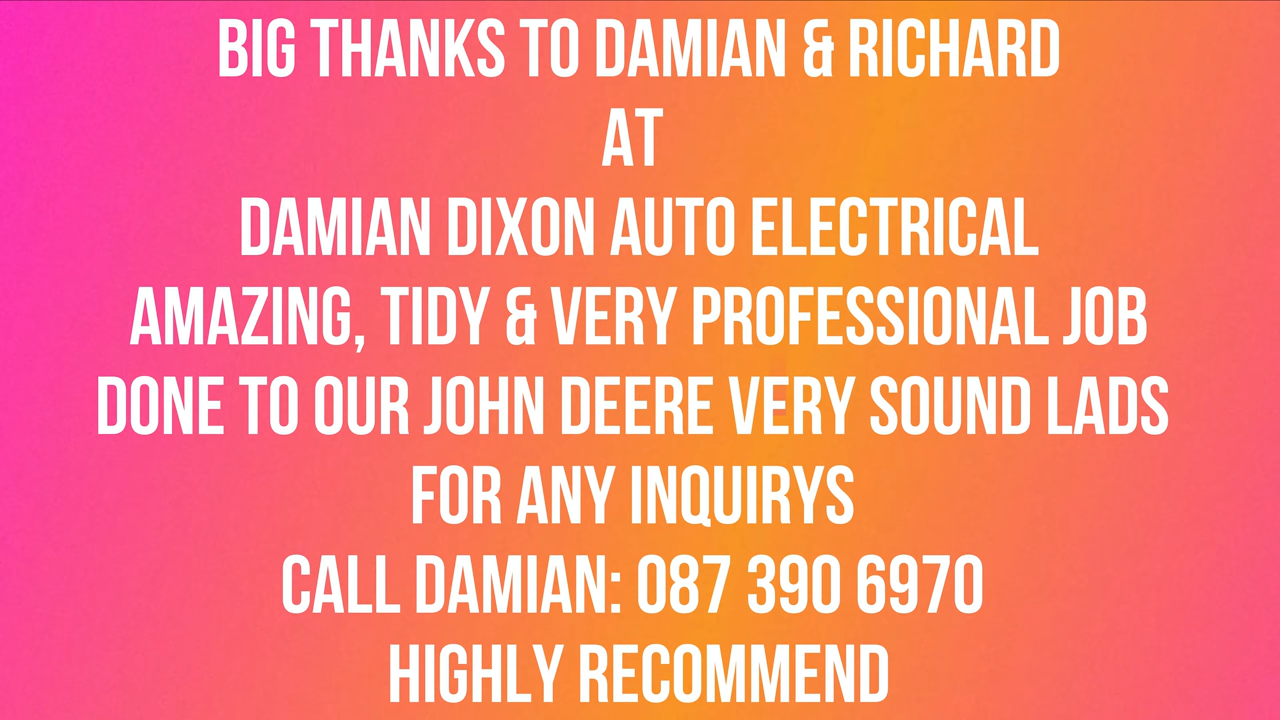 BIG THANKS TO DAMIAN & RICHARD
AT
DAMIAN DIXON AUTO ELECTRICAL
AMAZING, TIDY & VERY PROFESSIONAL JOB
DONE TO OUR JOHN DEERE VERY SOUND LADS
FOR ANY INQUIRYS
CALL DAMIAN: 087 390 6970
HIGHLY RECOMMEND